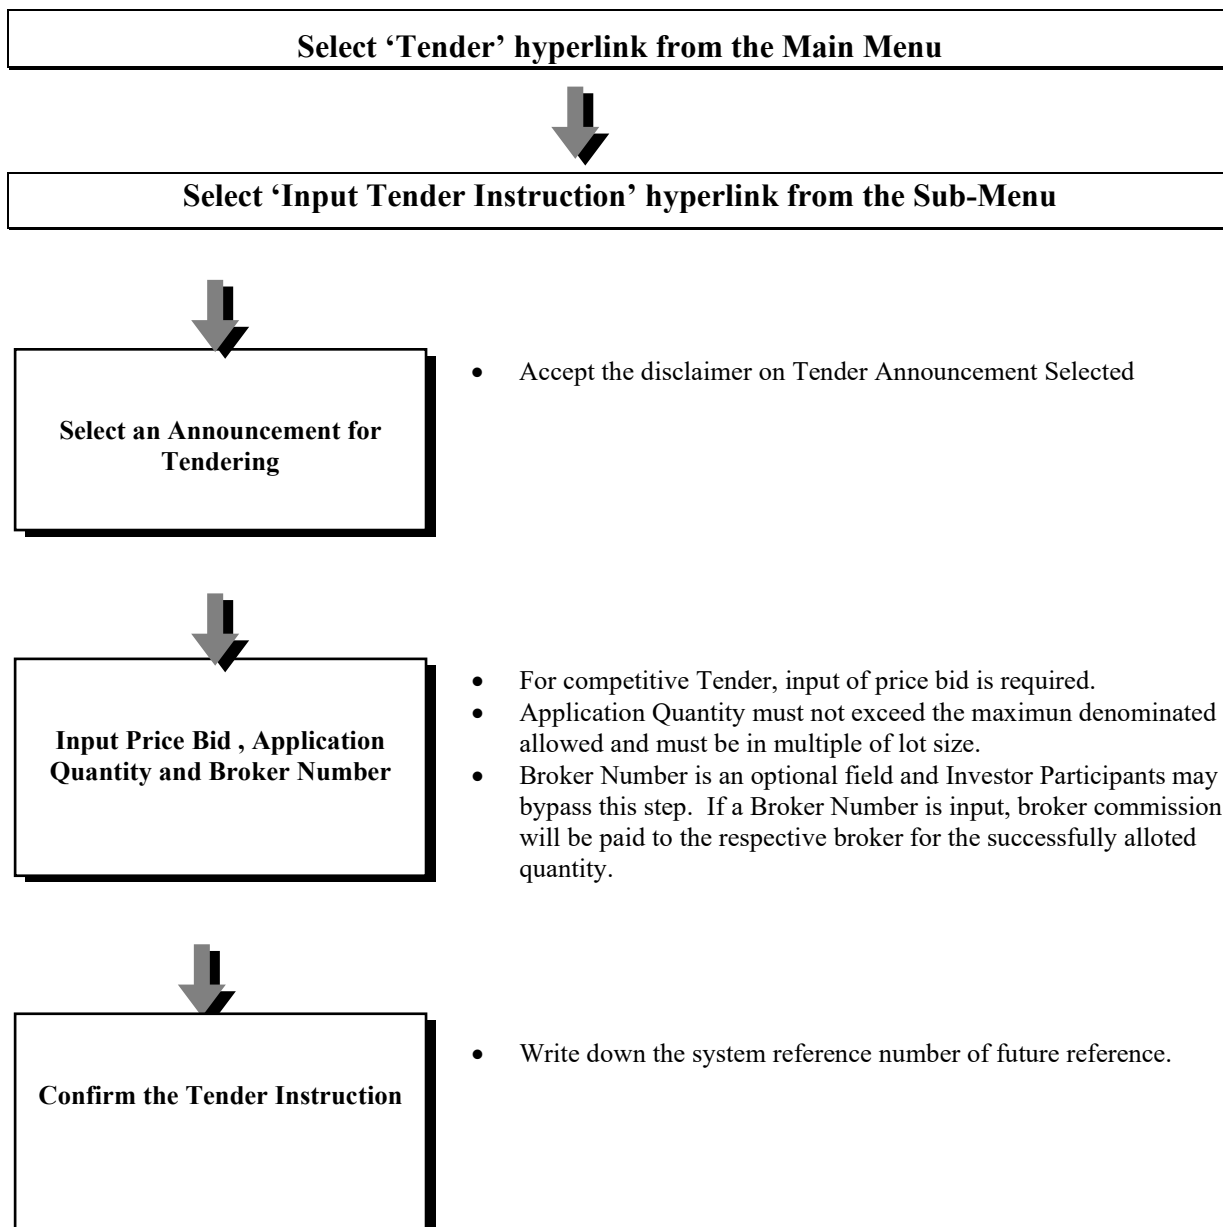 Select ‘Tender’ hyperlink from the Main Menu
Select ‘Input Tender Instruction’ hyperlink from the Sub-Menu
Select an Announcement for
Tendering
• Accept the disclaimer on Tender Announcement Selected
Input Price Bid , Application
Quantity and Broker Number
• For competitive Tender, input of price bid is required.
• Application Quantity must not exceed the maximun denominated
allowed and must be in multiple of lot size.
• Broker Number is an optional field and Investor Participants may
bypass this step.  If a Broker Number is input, broker commission
will be paid to the respective broker for the successfully alloted
quantity.
Confirm the Tender Instruction
• Write down the system reference number of future reference.